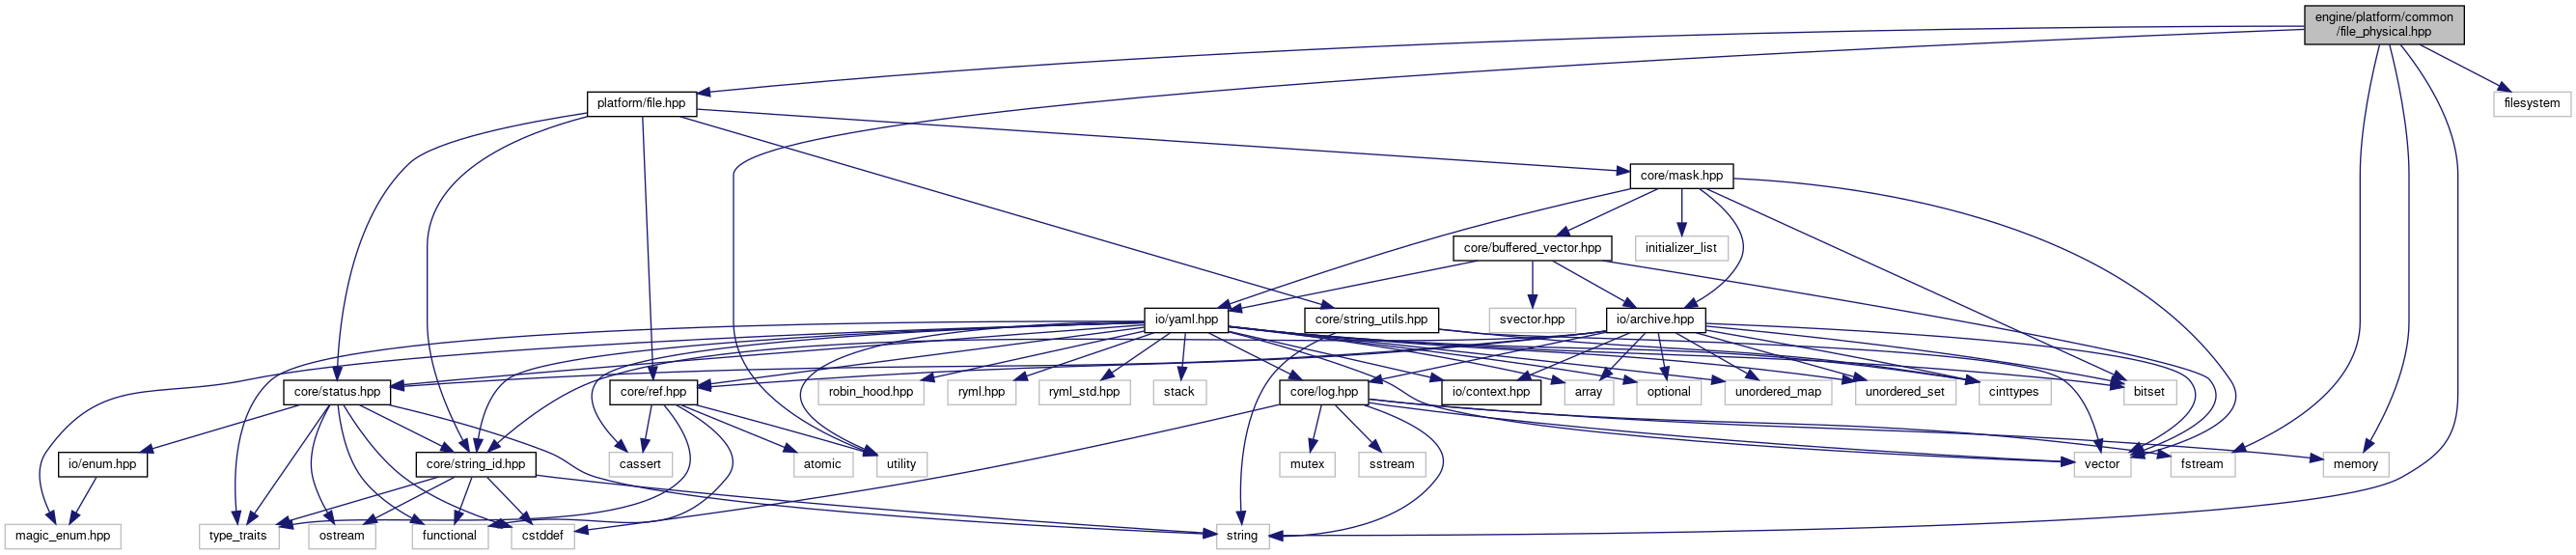 engine/platform/common
/file_physical.hpp
platform/file.hpp
filesystem
core/mask.hpp
core/buffered_vector.hpp
initializer_list
io/yaml.hpp
core/string_utils.hpp
svector.hpp
io/archive.hpp
core/status.hpp
core/ref.hpp
robin_hood.hpp
ryml.hpp
ryml_std.hpp
stack
core/log.hpp
io/context.hpp
array
optional
unordered_map
unordered_set
cinttypes
bitset
io/enum.hpp
core/string_id.hpp
cassert
atomic
utility
mutex
sstream
vector
fstream
memory
magic_enum.hpp
type_traits
ostream
functional
cstddef
string